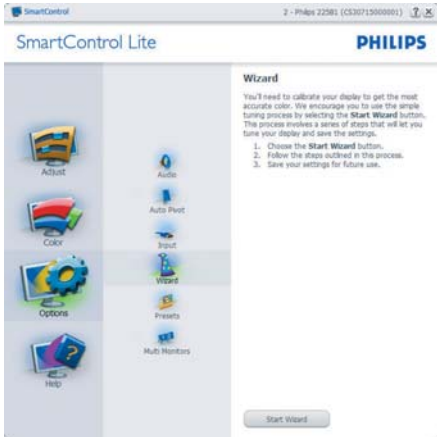 SmartControl
2 - Philips 225B1 (CS30715000001)
SmartControl Lite
PHILIPS
Adjust
Color
Options
Help
Audio
Auto Pivot
Input
Wizard
Presets
Multi Monitors
Wizard
You'll need to calibrate your display to get the most
accurate color. We encourage you to use the simple
tuning process by selecting the Start Wizard button.
This process involves a series of steps that will let you
tune your display and save the settings.
1. Choose the Start Wizard button.
2. Follow the steps outlined in this process.
3. Save your settings for future use.
Start Wizard